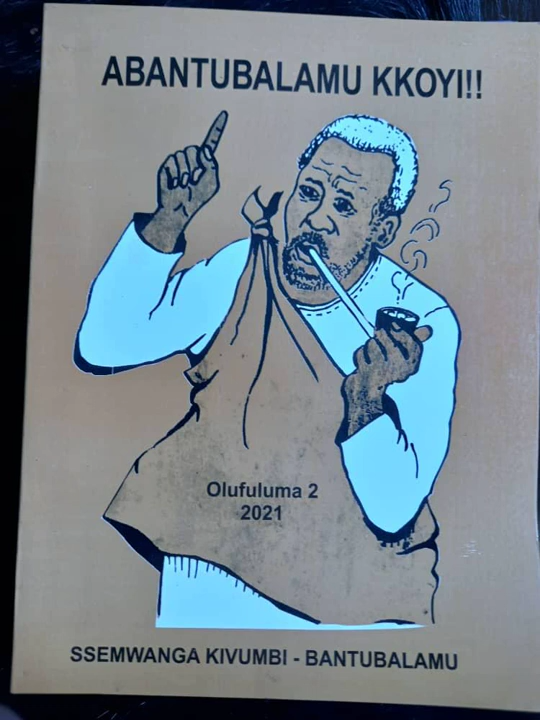 ABANTUBALAMU KKOYI!!
Olufuluma 2
2021
SSEMWANGA KIVUMBI - BANTUBALAMU